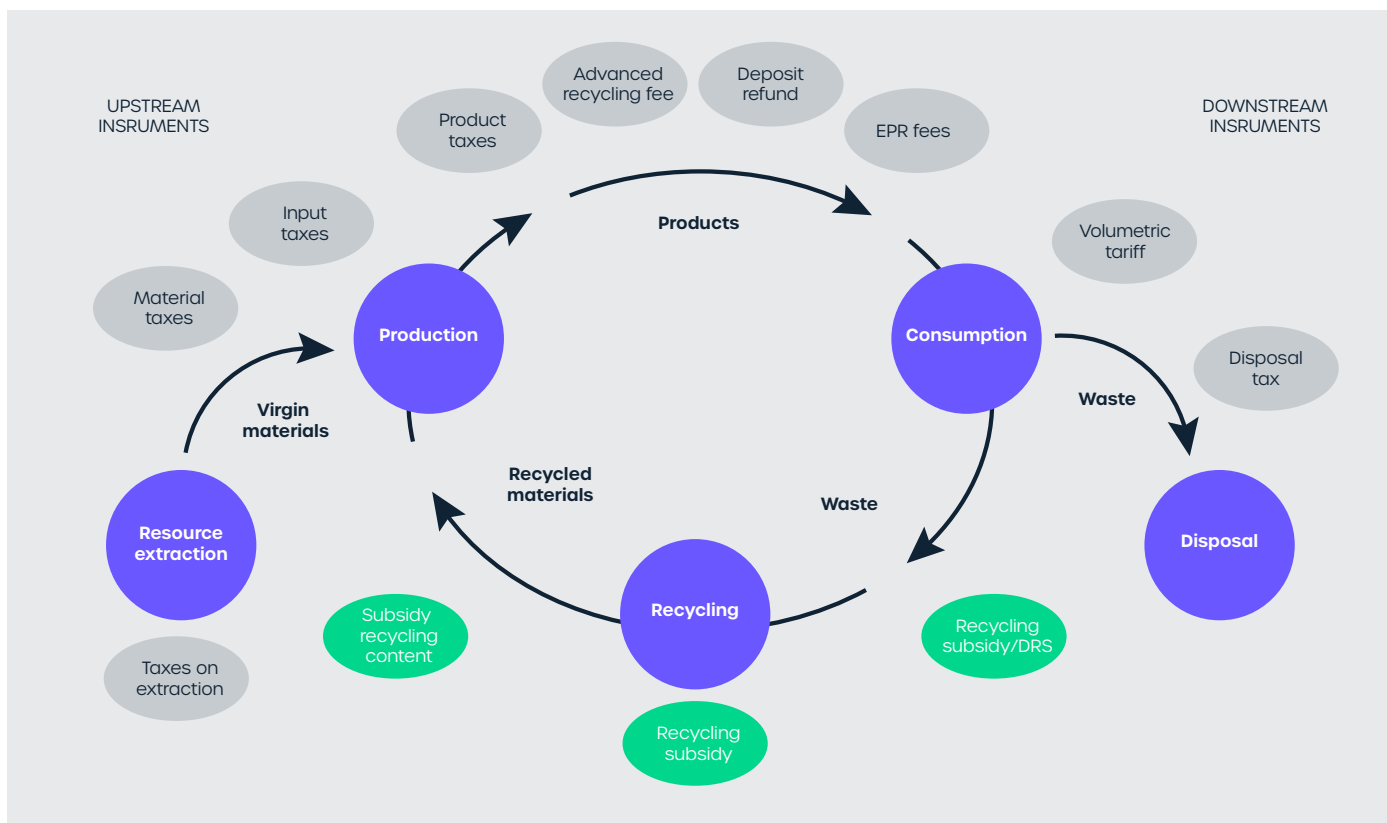 UPSTREAM
INSRUMENTS
DOWNSTREAM
INSRUMENTS
Advanced
recycling fee
Deposit
refund
Product
taxes
EPR fees
Input
taxes
Volumetric
tariff
Material
taxes
Products
Production
Consumption
Disposal
tax
Virgin
materials
Waste
Recycled
materials
Waste
Resource
extraction
Disposal
Recycling
Subsidy
recycling
content
Recycling
subsidy/DRS
Taxes on
extraction
Recycling
subsidy